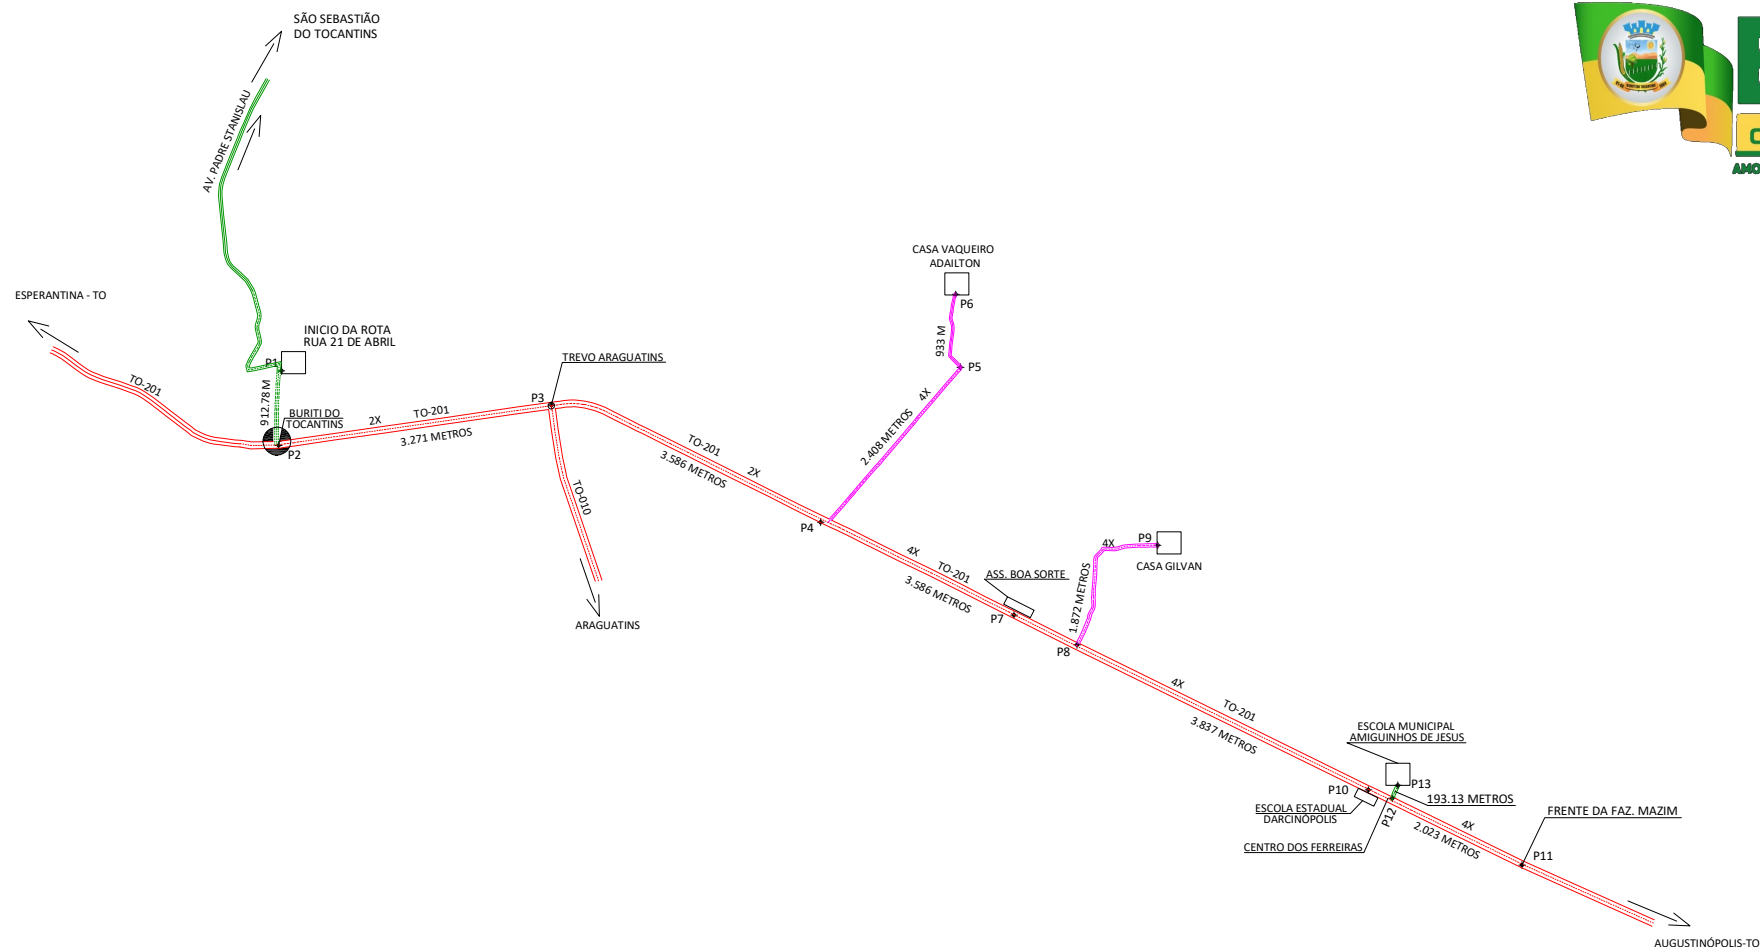 SÃO SEBASTIÃO
DO TOCANTINS
AV. PADRE STANISLAU
ESPERANTINA - TO
TO-201
INICIO DA ROTA
RUA 21 DE ABRIL
P1
912.78 M
BURITI DO
TOCANTINS
P2
2X
TO-201
3.271 METROS
P3
TREVO ARAGUATINS
TO-010
ARAGUATINS
TO-201
2X
3.586 METROS
CASA VAQUEIRO
ADAILTON
P6
933 M
P5
4X
2.408 METROS
P4
4X
TO-201
3.586 METROS
ASS. BOA SORTE
P7
P8
1.872 METROS
4X
P9
CASA GILVAN
4X
TO-201
3.837 METROS
ESCOLA MUNICIPAL
AMIGUINHOS DE JESUS
P13
193.13 METROS
P10
ESCOLA ESTADUAL
DARCINÓPOLIS
P12
CENTRO DOS FERREIRAS
4X
2.023 METROS
FRENTE DA FAZ. MAZIM
P11
AUGUSTINÓPOLIS-TO
AMO